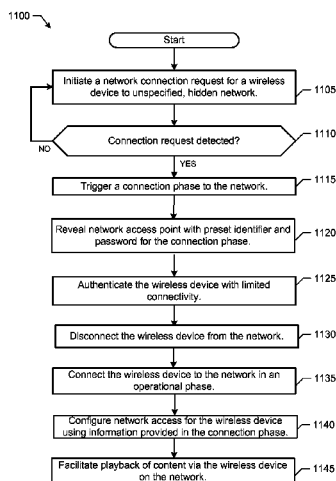 1100
Start
Initiate a network connection request for a wireless
device to unspecified, hidden network.
1105
Connection request detected?
1110
NO
YES
Trigger a connection phase to the network.
1115
Reveal network access point with preset identifier and
password for the connection phase.
1120
Authenticate the wireless device with limited
connectivity.
1125
Disconnect the wireless device from the network.
1130
Connect the wireless device to the network in an
operational phase.
1135
Configure network access for the wireless device
using information provided in the connection phase.
1140
Facilitate playback of content via the wireless device
on the network.
1145